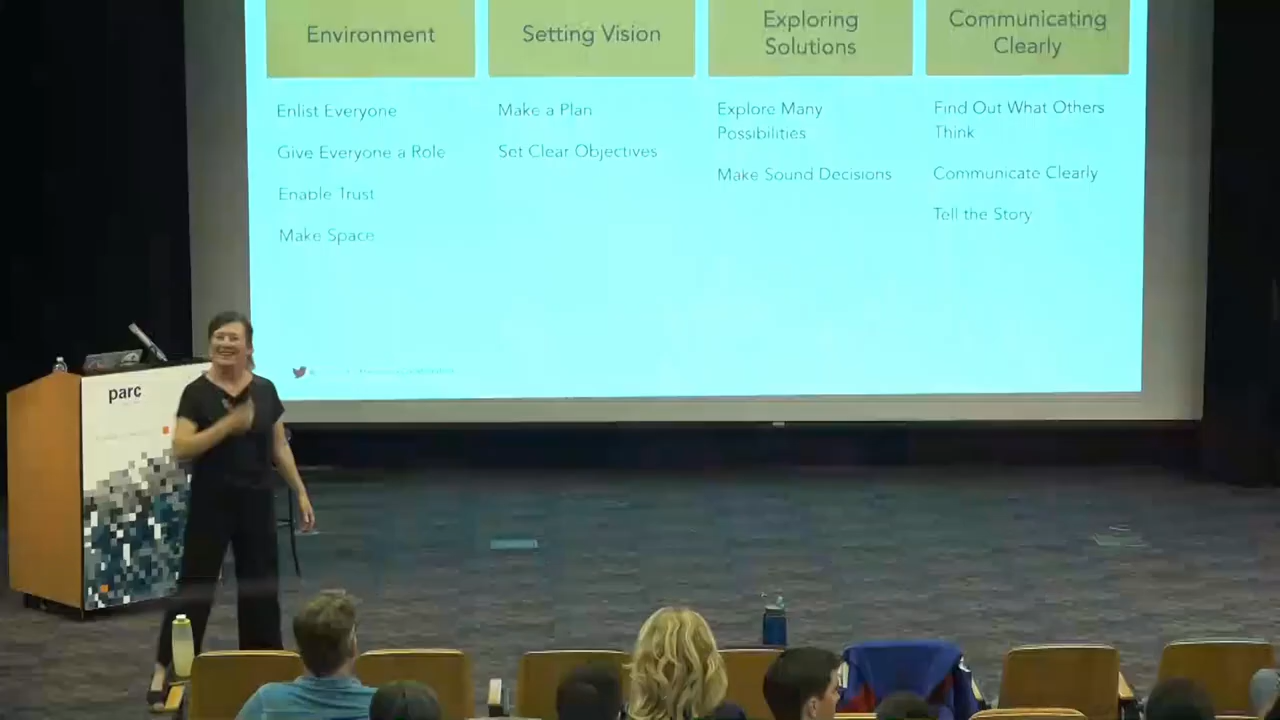 Environment
Setting Vision
Exploring
Solutions
Communicating
Clearly
Enlist Everyone
Give Everyone a Role
Enable Trust
Make Space
Make a Plan
Set Clear Objectives
Explore Many
Possibilities
Make Sound Decisions
Find Out What Others
Think
Communicate Clearly
Tell the Story
parc